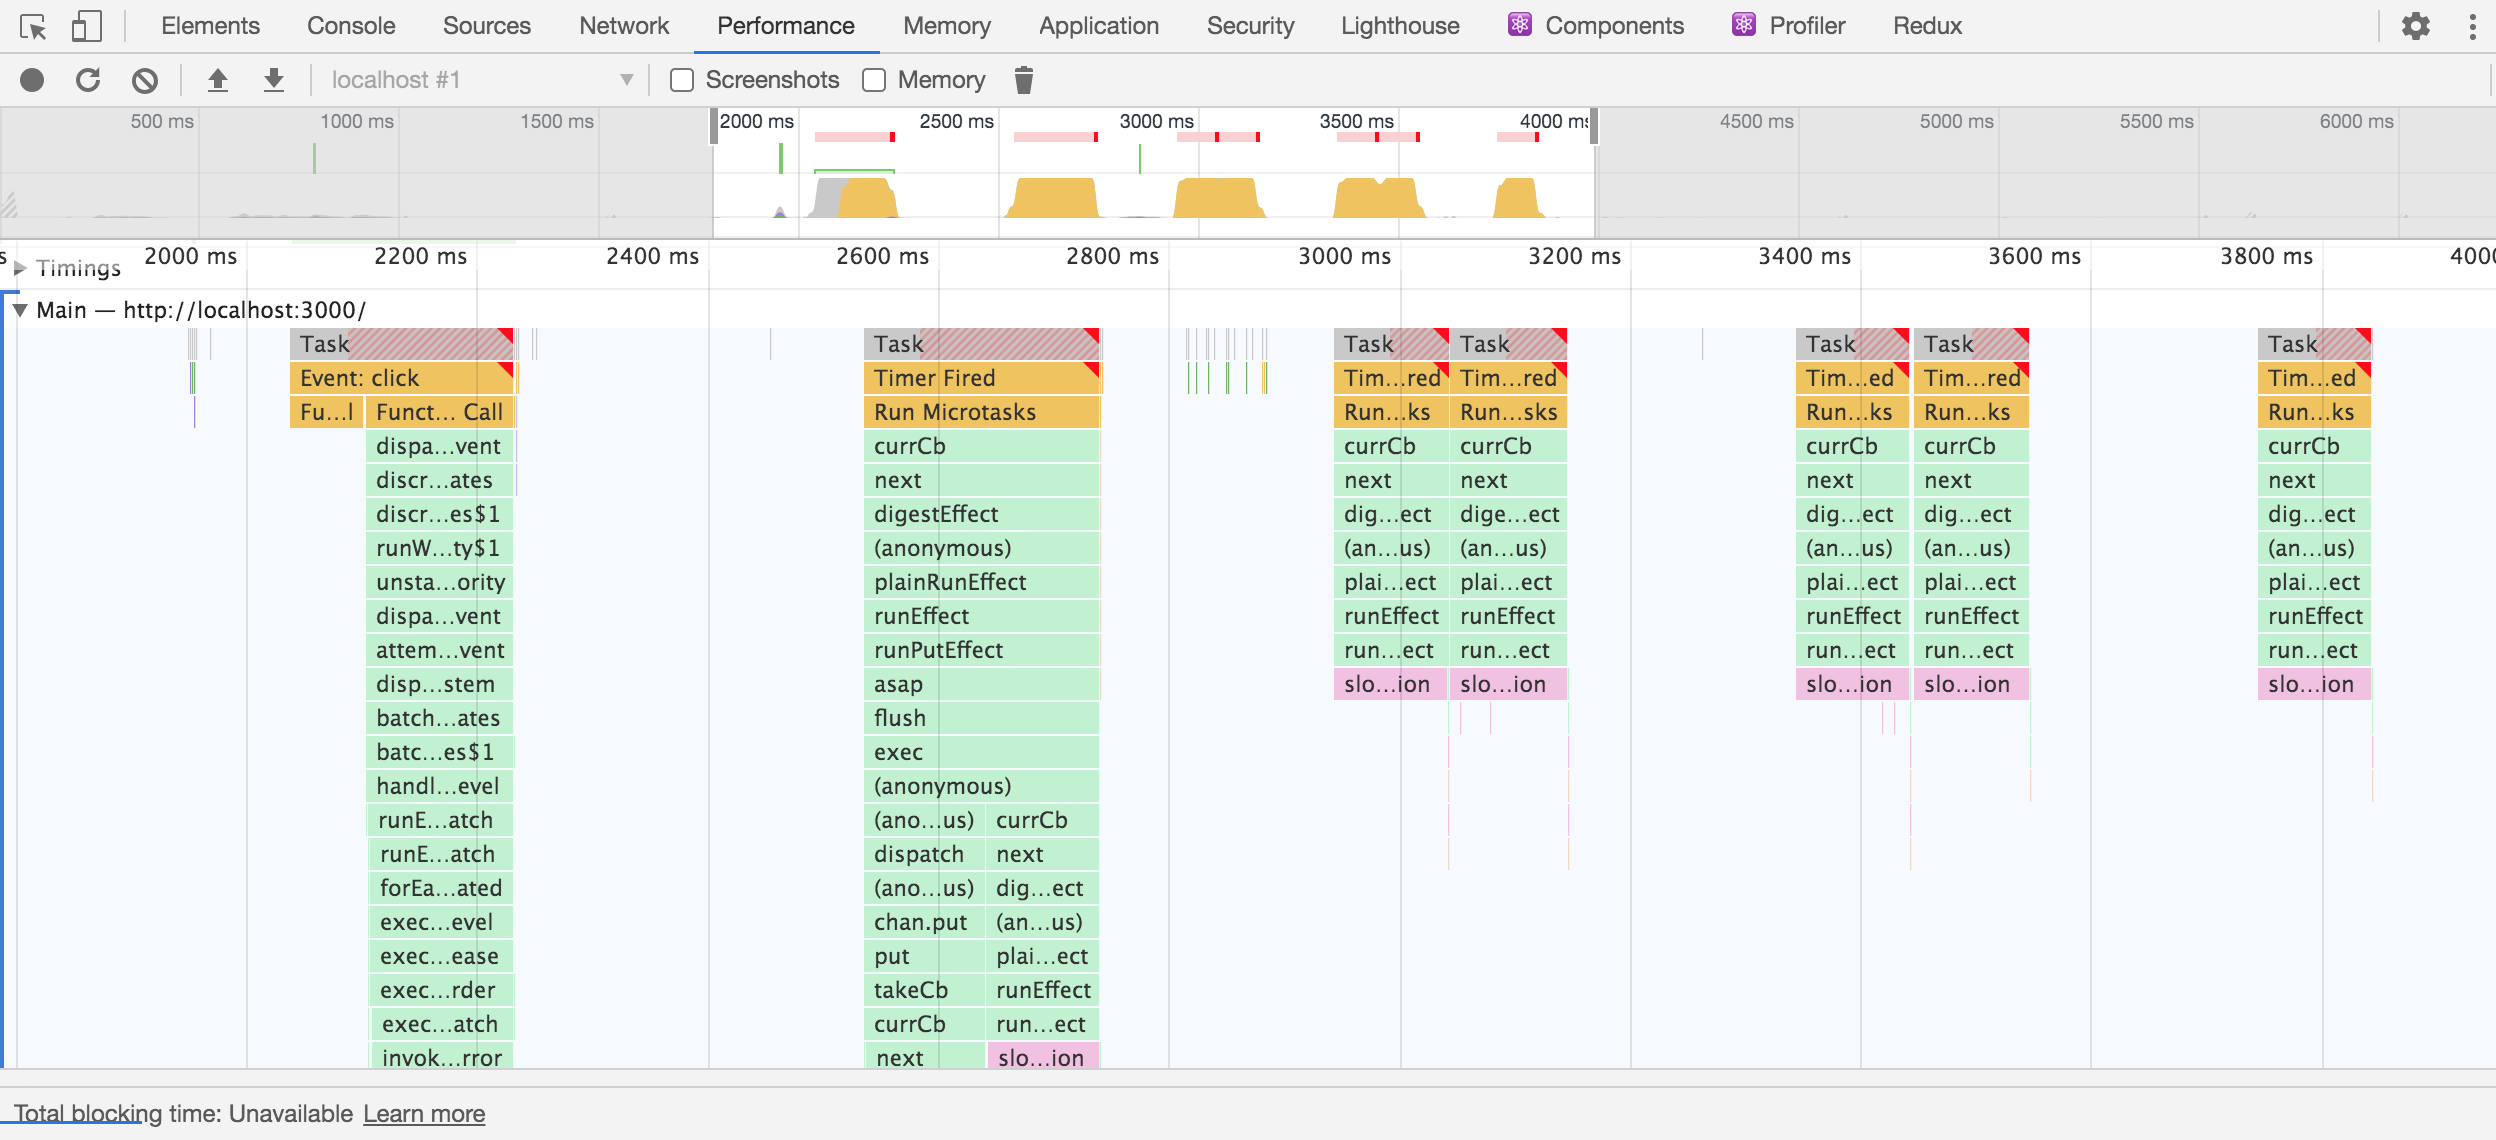 Elements Console Sources Network Performance Memory Application Security Lighthouse Components Profiler Redux
localhost #1 Screenshots Memory
500 ms 1000 ms 1500 ms 2000 ms 2500 ms 3000 ms 3500 ms 4000 ms 4500 ms 5000 ms 5500 ms 6000 ms
s 2000 ms 2200 ms 2400 ms 2600 ms 2800 ms 3000 ms 3200 ms 3400 ms 3600 ms 3800 ms 400
Timings
Main — http://localhost:3000/
Task Task Task Task Task Task Task
Event: click Timer Fired Tim...red Tim...red Tim...ed Tim...red Tim...ed
Fu...l Funct... Call Run Microtasks Run...ks Run...sks Run...ks Run...ks Run...ks
dispa...vent currCb currCb currCb currCb currCb currCb
discr...ates next next next next next next
discr...es$1 digestEffect dig...ect dige...ect dig...ect dig...ect dig...ect
runW...ty$1 (anonymous) (an...us) (an...us) (an...us) (an...us) (an...us)
unsta...ority plainRunEffect plai...ect plai...ect plai...ect plai...ect plai...ect
dispa...vent runEffect runEffect runEffect runEffect runEffect runEffect
attem...vent runPutEffect run...ect run...ect run...ect run...ect run...ect
disp...stem asap slo...ion slo...ion slo...ion slo...ion slo...ion
batch...ates flush
batc...es$1 exec
handl...evel (anonymous)
runE...atch (ano...us) currCb
runE...atch dispatch next
forEa...ated (ano...us) dig...ect
exec...evel chan.put (an...us)
exec...ease put plai...ect
exec...rder takeCb runEffect
exec...atch currCb run...ect
invok...rror next slo...ion
Total blocking time: Unavailable Learn more